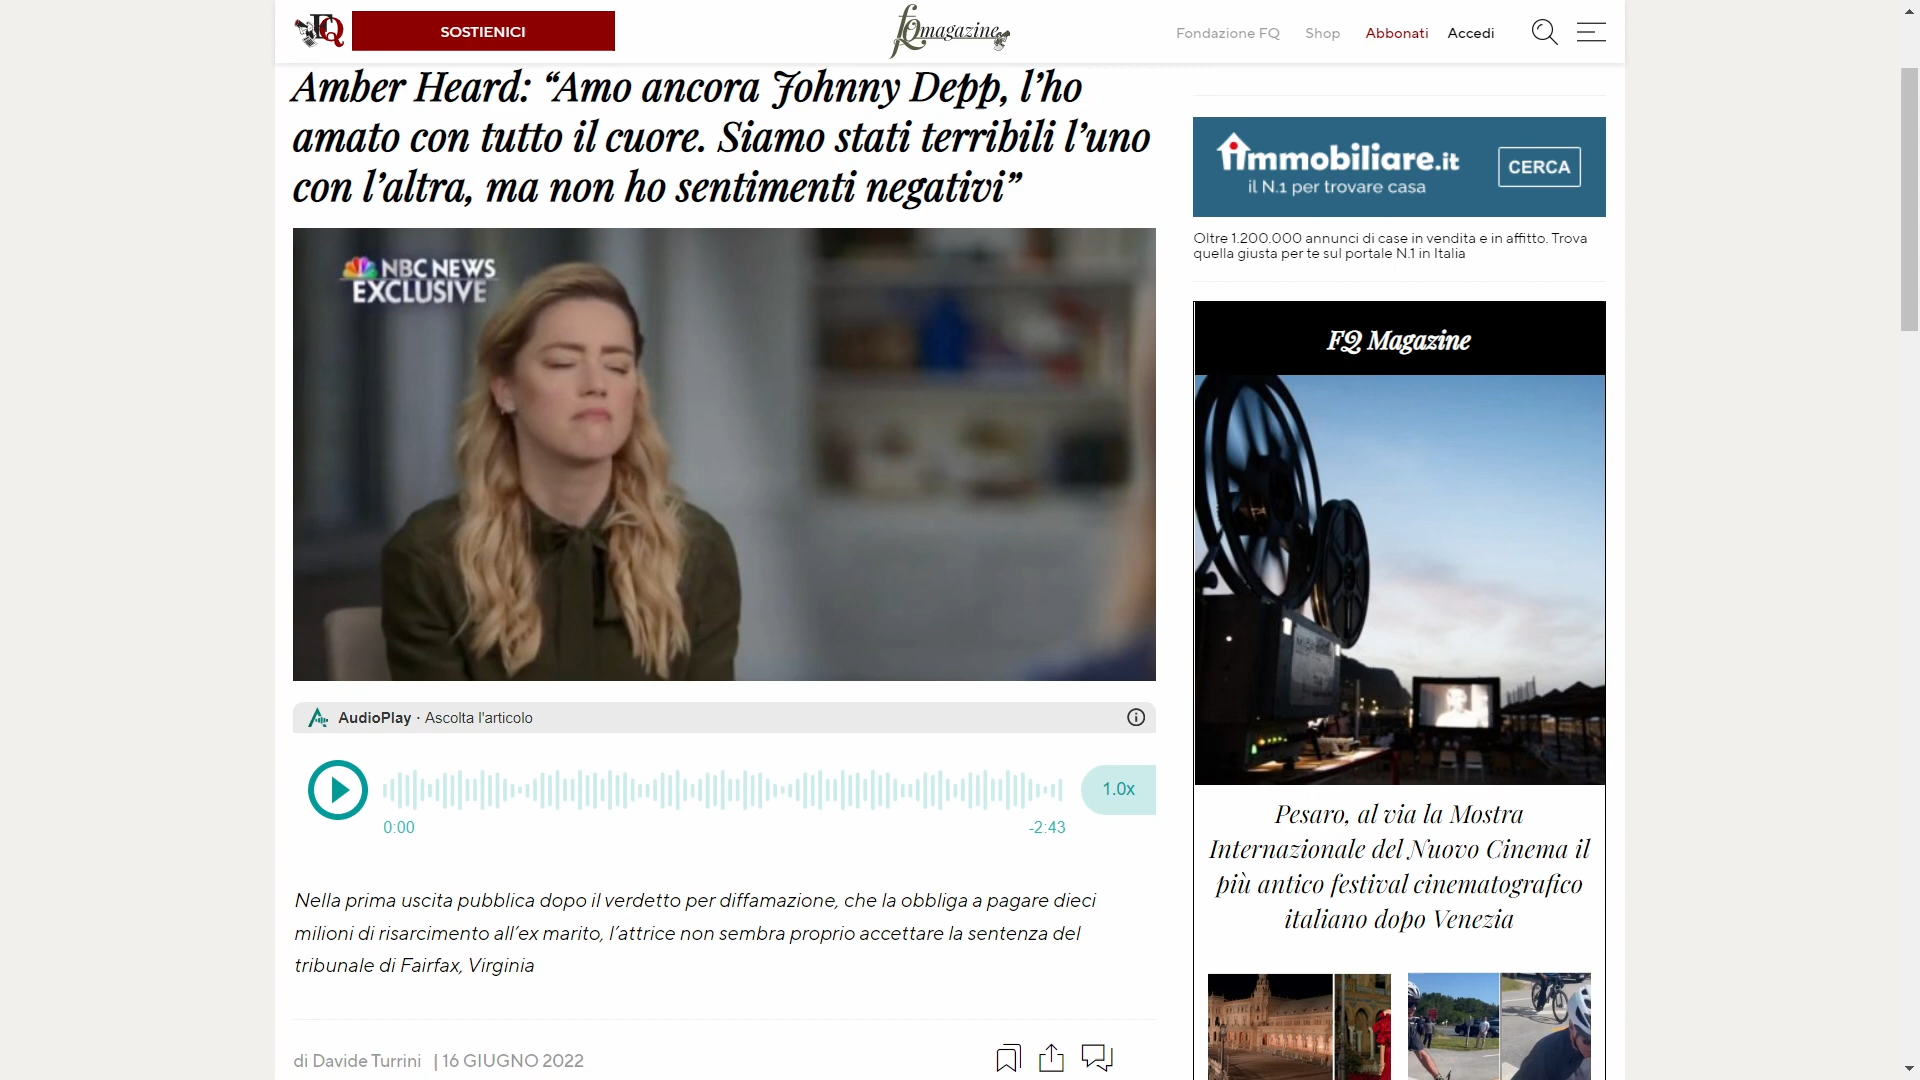 FQ
SOSTIENICI
fQmagazine
Fondazione FQ
Shop
Abbonati
Accedi
Amber Heard: “Amo ancora Johnny Depp, l’ho
amato con tutto il cuore. Siamo stati terribili l’uno
con l’altra, ma non ho sentimenti negativi”
NBC NEWS
EXCLUSIVE
AudioPlay · Ascolta l'articolo
1.0x
0:00
-2:43
Nella prima uscita pubblica dopo il verdetto per diffamazione, che la obbliga a pagare dieci
milioni di risarcimento all’ex marito, l’attrice non sembra proprio accettare la sentenza del
tribunale di Fairfax, Virginia
di Davide Turrini | 16 GIUGNO 2022
immobiliare.it
il N.1 per trovare casa
CERCA
Oltre 1.200.000 annunci di case in vendita e in affitto. Trova
quella giusta per te sul portale N.1 in Italia
FQ Magazine
Pesaro, al via la Mostra
Internazionale del Nuovo Cinema il
più antico festival cinematografico
italiano dopo Venezia